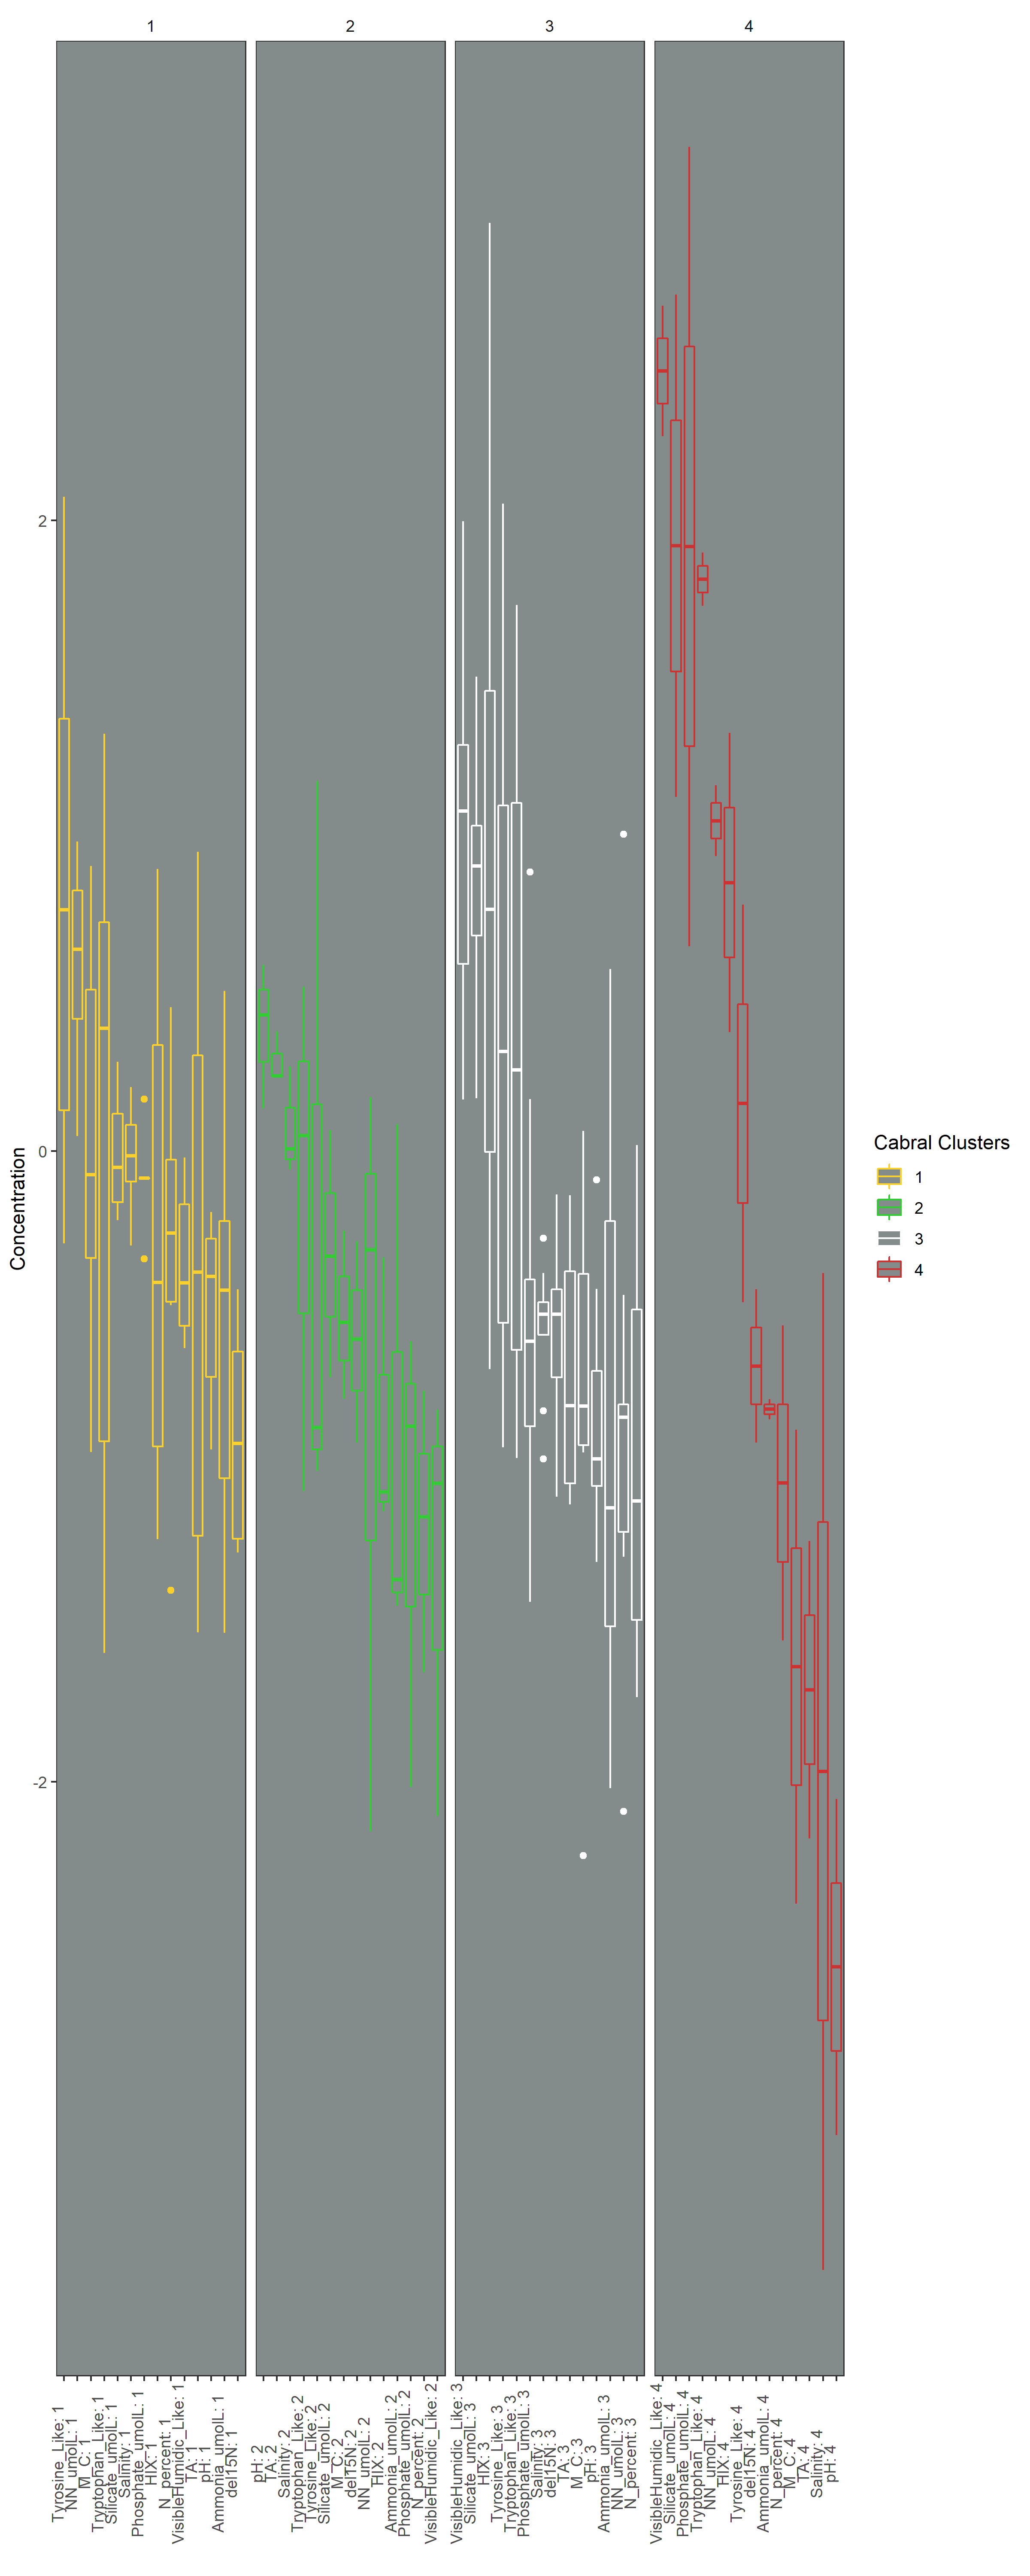 1
2
3
4
2
0
-2
Concentration
Cabral Clusters
1
2
3
4
Tyrosine_Like: 1
NN_umolL: 1
M_C: 1
Tryptophan_Like: 1
Silicate_umolL: 1
Salinity: 1
Phosphate_umolL: 1
HIX: 1
N_percent: 1
VisibleHumidic_Like: 1
TA: 1
pH: 1
Ammonia_umolL: 1
del15N: 1
pH: 2
TA: 2
Salinity: 2
Tryptophan_Like: 2
Tyrosine_Like: 2
Silicate_umolL: 2
M_C: 2
del15N: 2
NN_umolL: 2
HIX: 2
Ammonia_umolL: 2
Phosphate_umolL: 2
N_percent: 2
VisibleHumidic_Like: 2
VisibleHumidic_Like: 3
Silicate_umolL: 3
HIX: 3
Tyrosine_Like: 3
Tryptophan_Like: 3
Phosphate_umolL: 3
Salinity: 3
del15N: 3
TA: 3
M_C: 3
pH: 3
Ammonia_umolL: 3
NN_umolL: 3
N_percent: 3
VisibleHumidic_Like: 4
Silicate_umolL: 4
Phosphate_umolL: 4
Tryptophan_Like: 4
NN_umolL: 4
HIX: 4
Tyrosine_Like: 4
del15N: 4
Ammonia_umolL: 4
N_percent: 4
M_C: 4
TA: 4
Salinity: 4
pH: 4